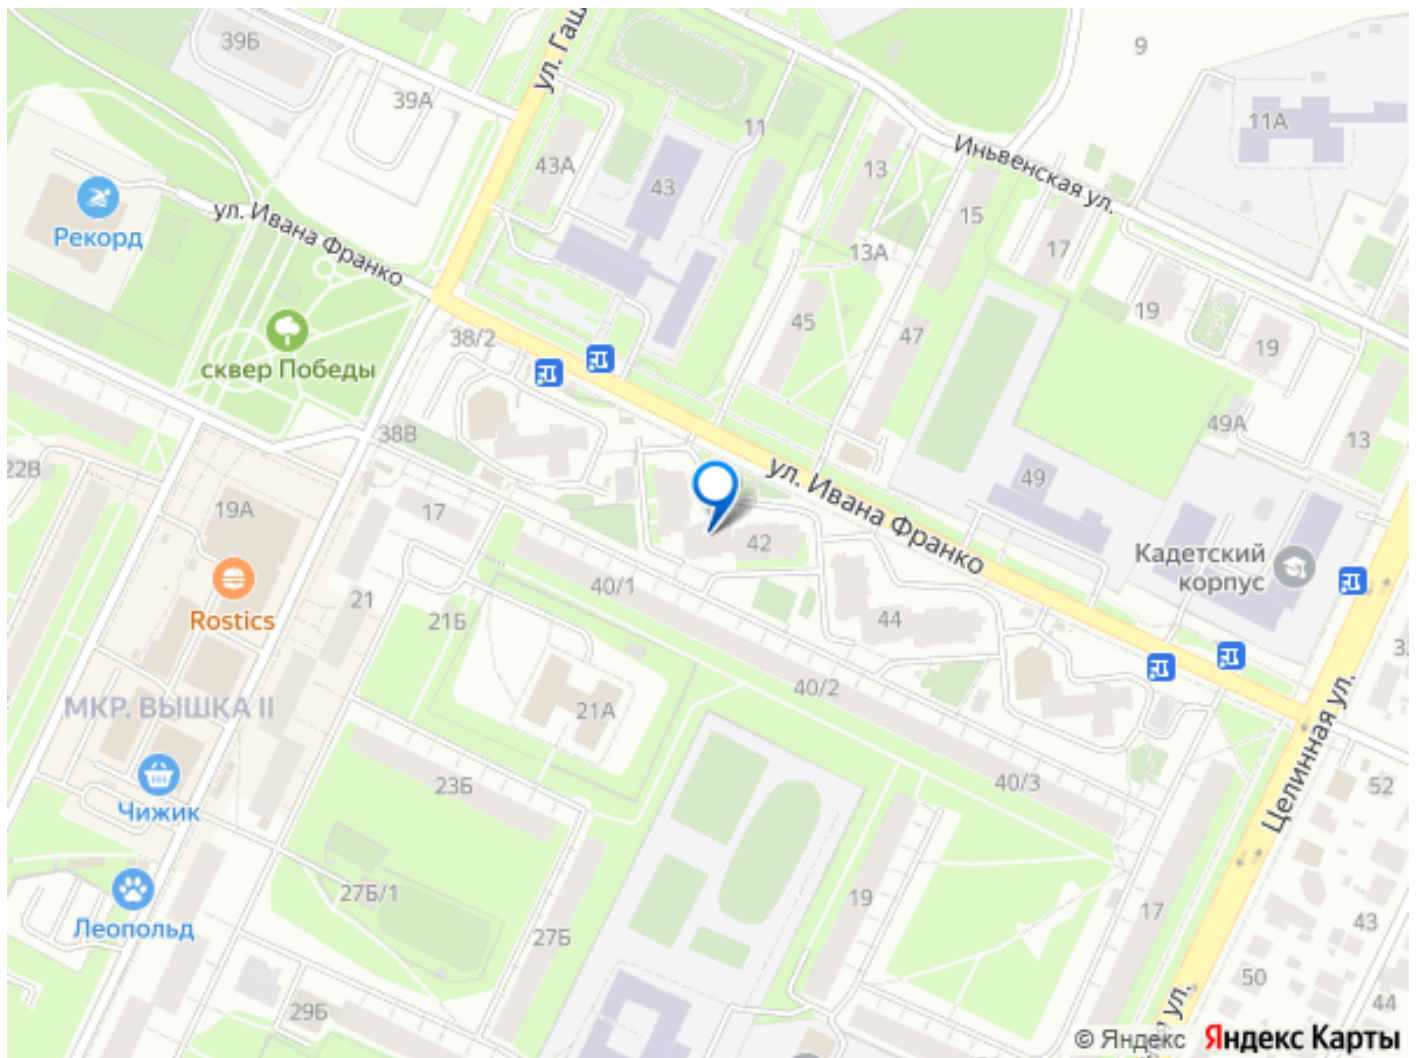 39Б
ул. Гаш
9
39А
11
11А
Иньвенская ул.
43А
43
13
15
Рекорд
ул. Ивана Франко
13А
17
19
38/2
45
47
19
сквер Победы
49А
13
38В
22В
ул. Ивана Франко
49
19А
17
42
Кадетский
корпус
Rostics
21
40/1
21Б
44
МКР. ВЫШКА II
21А
40/2
Целинная ул.
23Б
40/3
52
Чижик
27Б/1
19
17
Леопольд
27Б
43
50
29Б
44
ул.
© Яндекс Яндекс Карты